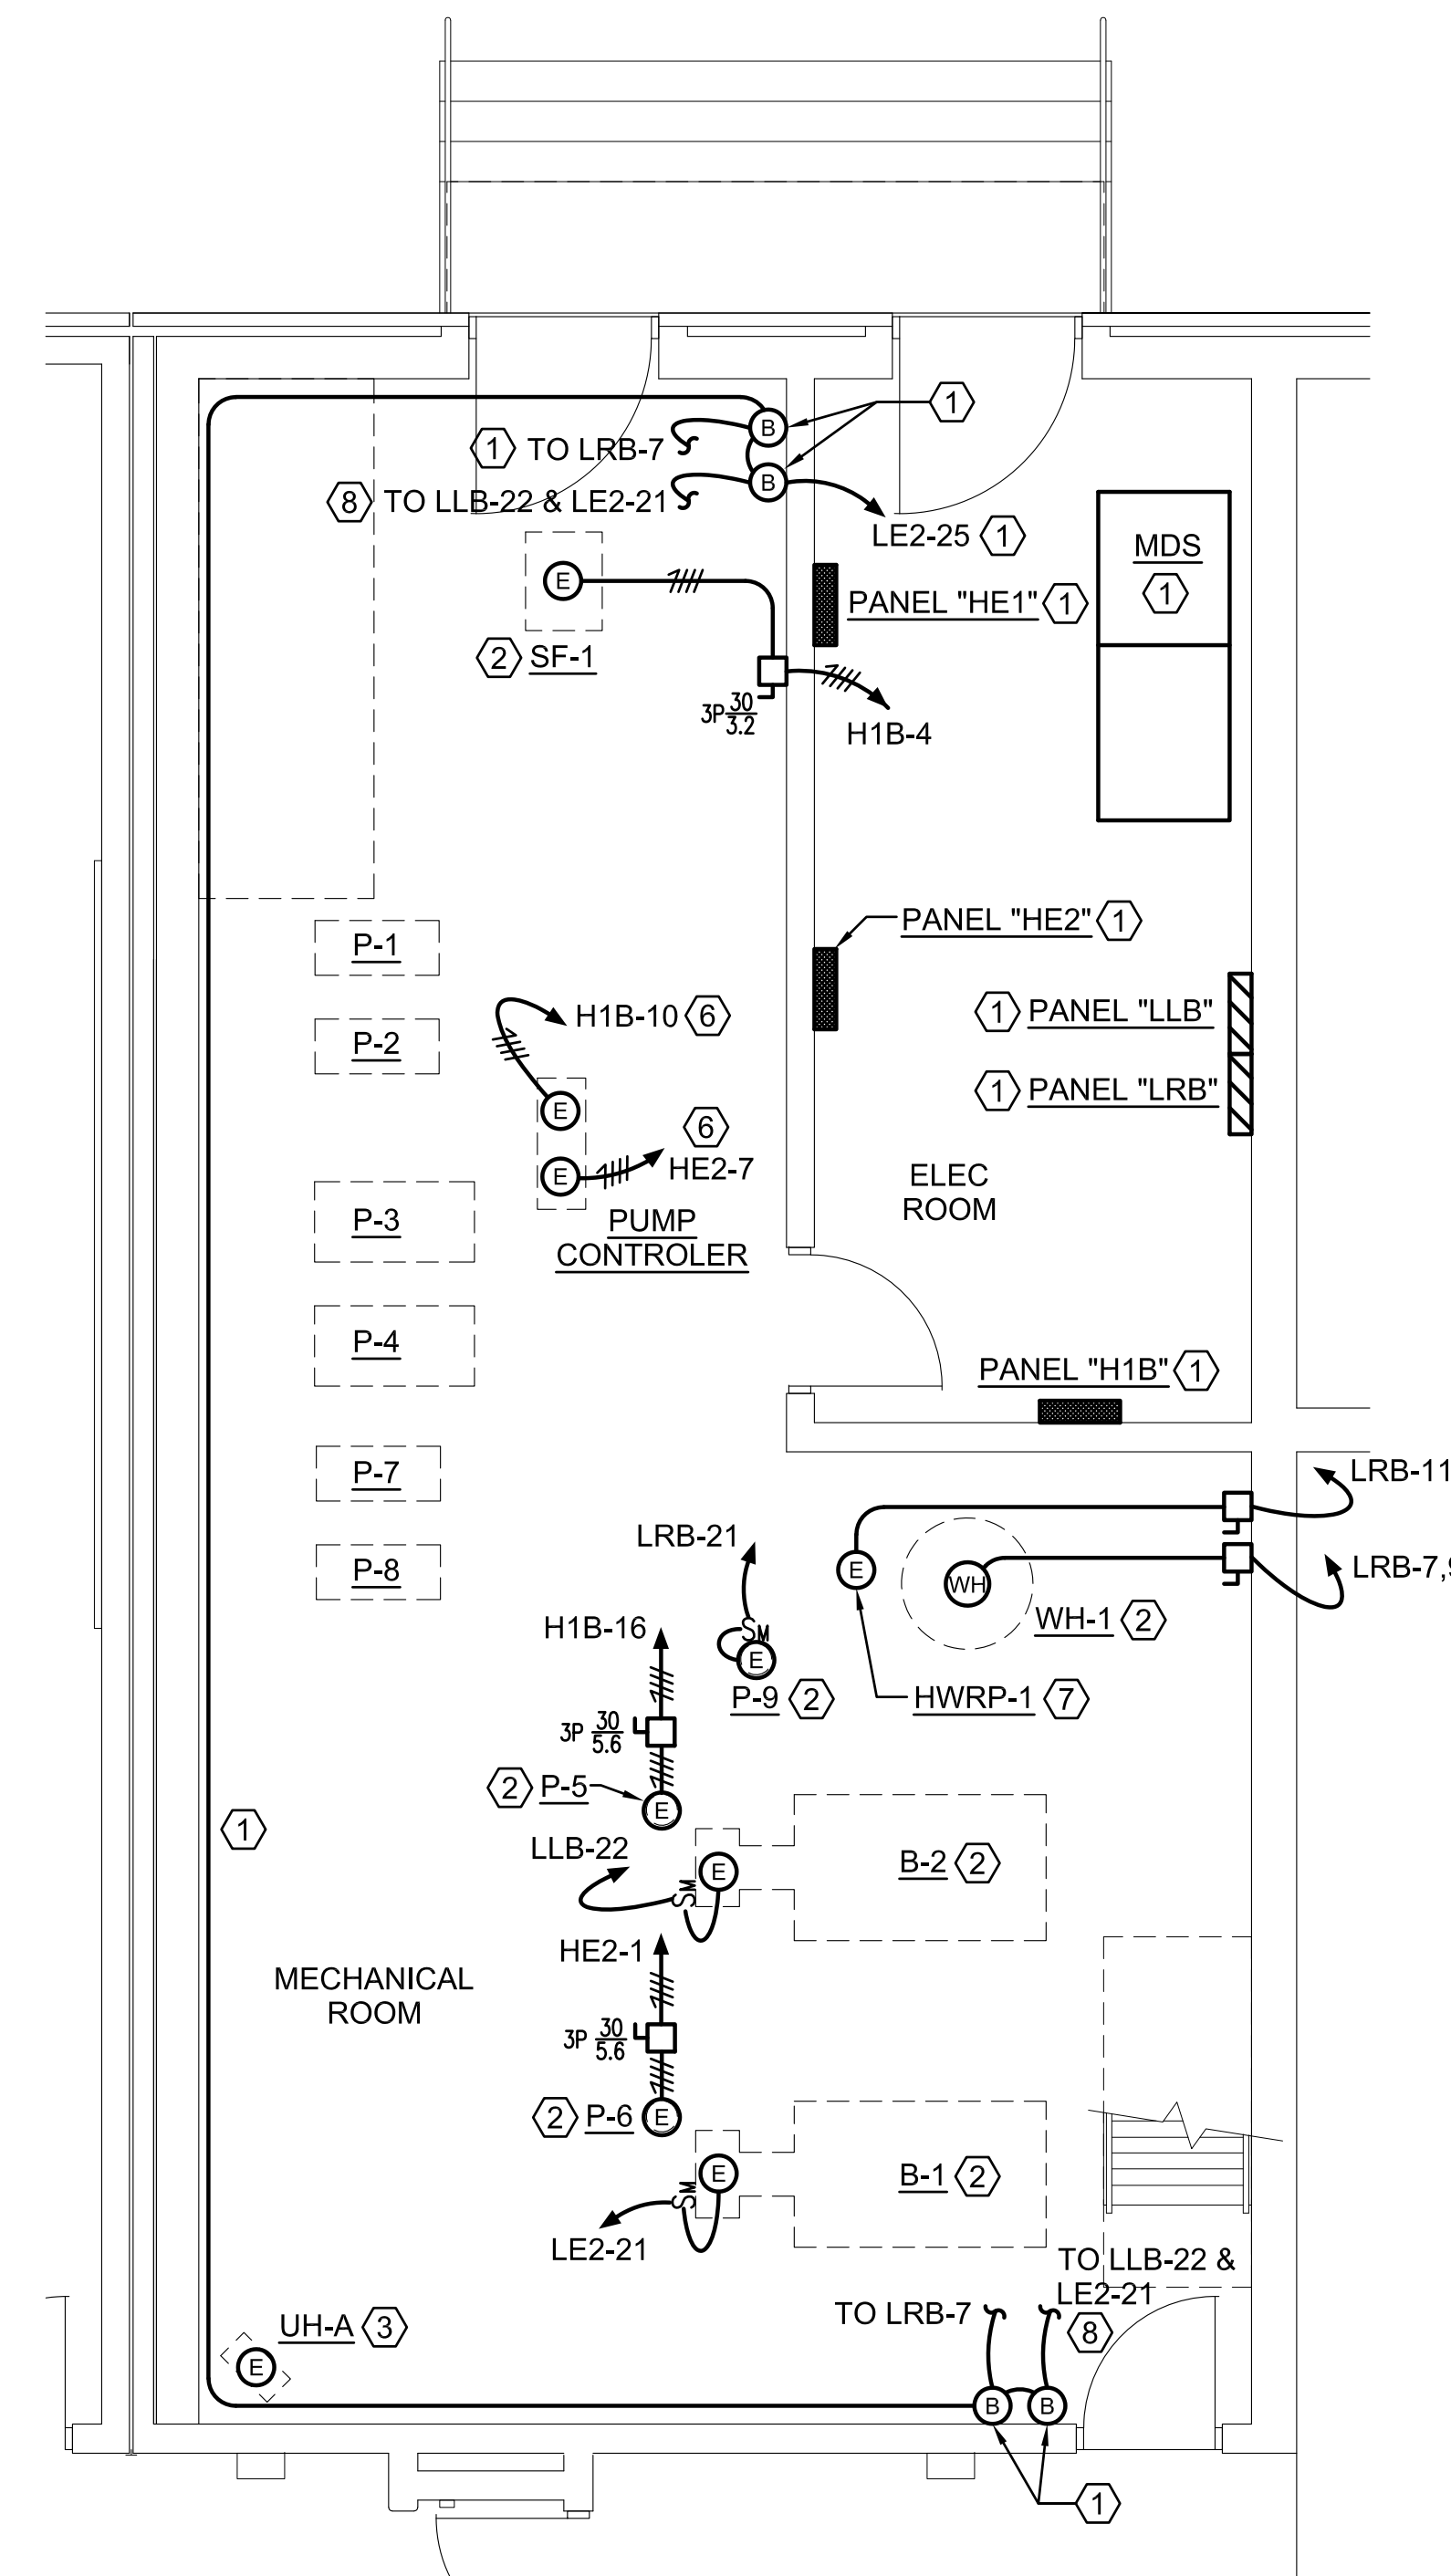 1
B
1 TO LRB-7
B
8 TO LLB-22 & LE2-21
LE2-25 1
MDS
1
E
PANEL "HE1" 1
2 SF-1
3P 30/3.2
H1B-4
PANEL "HE2" 1
P-1
P-2
H1B-10 6
1 PANEL "LLB"
1 PANEL "LRB"
E
6
E
HE2-7
ELEC
ROOM
P-3
PUMP
CONTROLER
P-4
PANEL "H1B" 1
P-7
LRB-11
LRB-21
P-8
E
WH
LRB-7,
H1B-16
SM
WH-1 2
E
P-9 2
HWRP-1 7
3P 30/5.6
2 P-5
E
1
LLB-22
E
B-2 2
SM
HE2-1
MECHANICAL
ROOM
3P 30/5.6
2 P-6
E
E
B-1 2
SM
LE2-21
TO LLB-22 &
LE2-21
TO LRB-7
8
UH-A 3
E
B
B
1